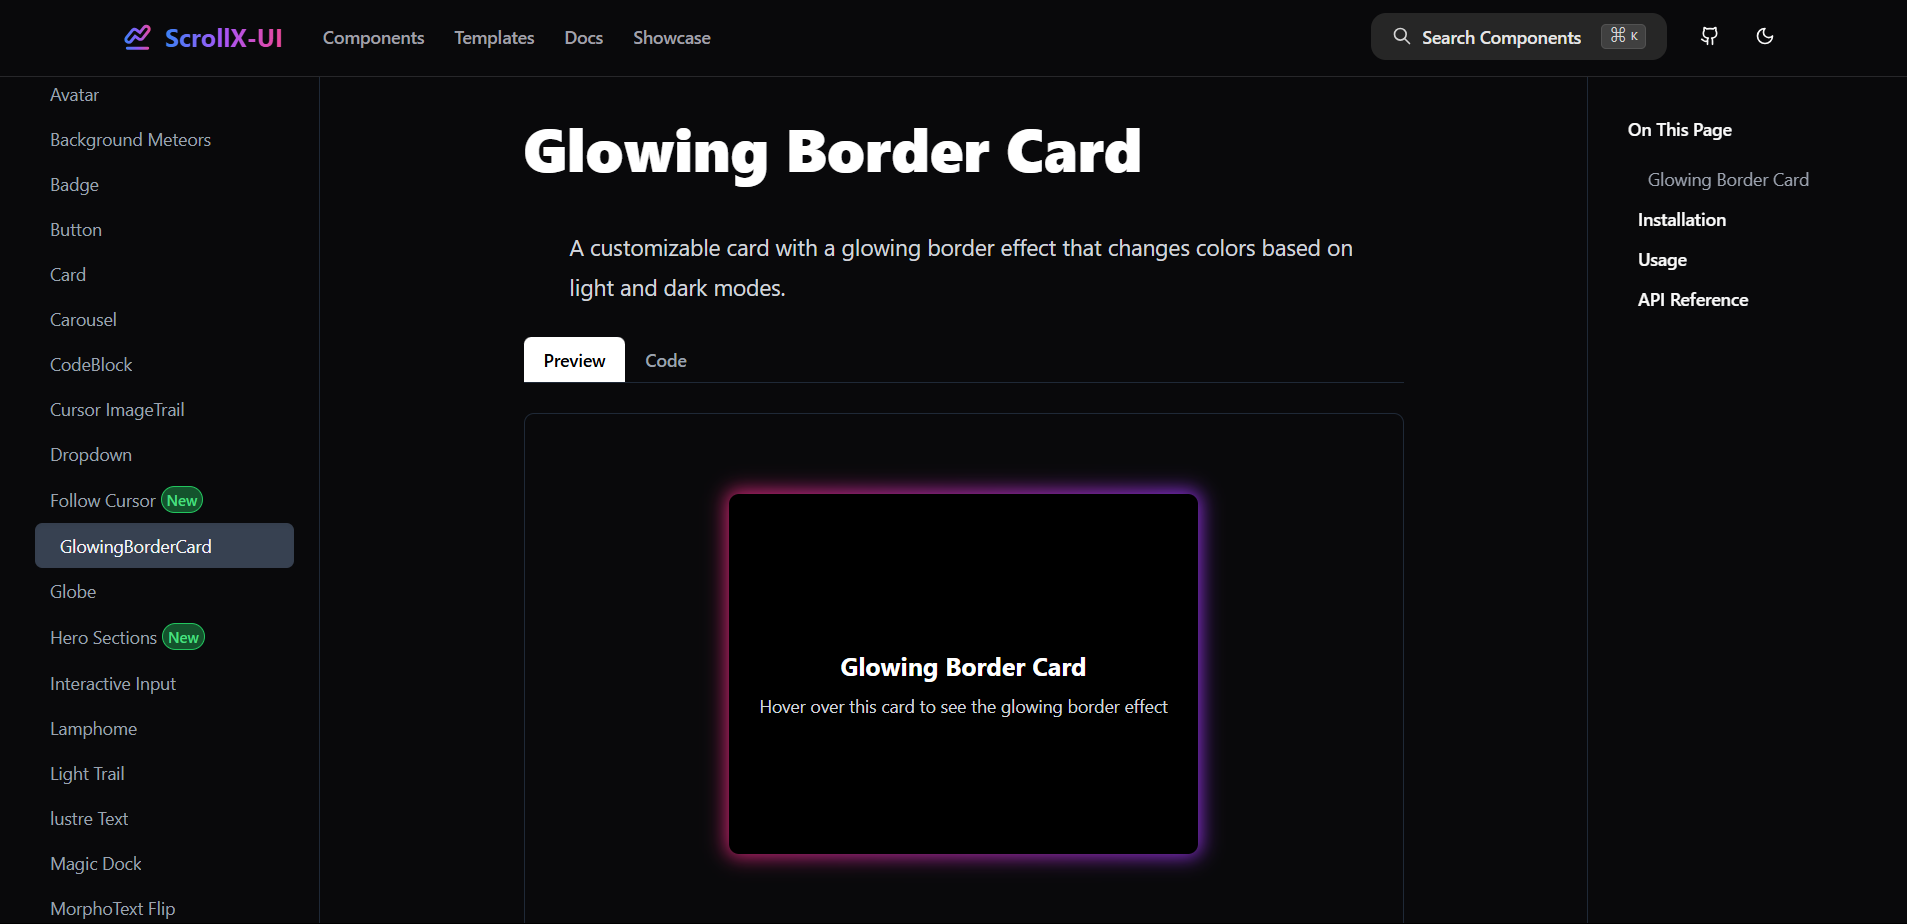 ScrollX-UI
Components
Templates
Docs
Showcase
Search Components
⌘ K
Avatar
Background Meteors
Badge
Button
Card
Carousel
CodeBlock
Cursor ImageTrail
Dropdown
Follow Cursor New
GlowingBorderCard
Globe
Hero Sections New
Interactive Input
Lamphome
Light Trail
lustre Text
Magic Dock
MorphoText Flip
Glowing Border Card
A customizable card with a glowing border effect that changes colors based on
light and dark modes.
Preview
Code
Glowing Border Card
Hover over this card to see the glowing border effect
On This Page
Glowing Border Card
Installation
Usage
API Reference